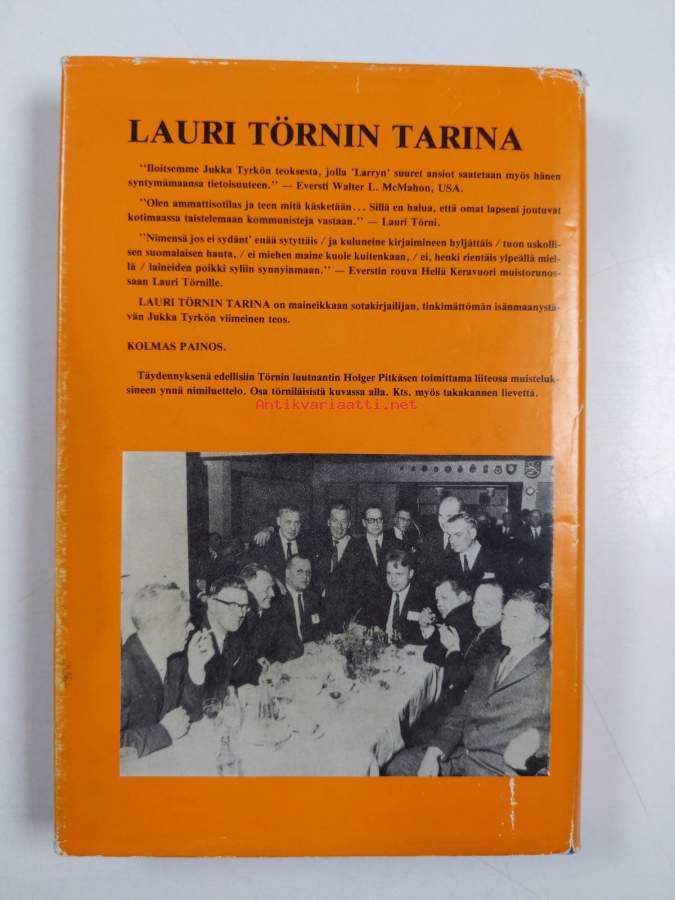 LAURI TÖRNIN TARINA
"Iloitsemme Jukka Tyrkön teoksesta, jolla 'Larryn' suuret ansiot saatetaan myös hänen
syntymämaansa tietoisuuteen." — Eversti Walter L. McMahon, USA.
"Olen ammattisotilas ja teen mitä käsketään... Sillä en halua, että omat lapseni joutuvat
kotimaassa taistelemaan kommunisteja vastaan." — Lauri Törni.
"Nimensä jos ei sydänt' enää sytyttäis / ja kuluneine kirjaimineen hyljättäis / tuon uskolli-
sen suomalaisen hauta, / ei miehen maine kuole kuitenkaan, / ei, henki rientäis ylpeällä miel-
lä / laineiden poikki syliin synnyinmaan." — Everstin rouva Hellä Keravuori muistoruno-
ssaan Lauri Törnille.
LAURI TÖRNIN TARINA on maineikkaan sotakirjailijan, tinkimättömän isänmaanystä-
vän Jukka Tyrkön viimeinen teos.
KOLMAS PAINOS.
Täydennyksenä edellisiin Törnin luutnantin Holger Pitkäsen toimittama liiteosa muisteluk-
sineen ynnä nimiluettelo. Osa törniläisistä kuvassa alla. Kts. myös takakannen lievettä.
Antikvariaatti.net